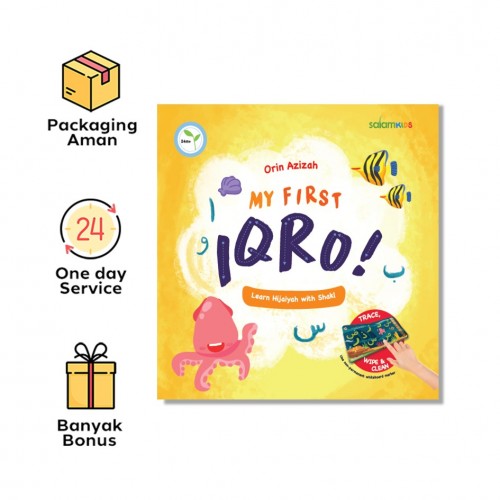 Packaging
Aman
24
One day
Service
Banyak
Bonus
salamKIDS
Orin Azizah
MY FIRST
IQRO!
Learn Hijaiyah with Shaki
ا
و
ب
س
TRACE,
WIPE &
CLEAN